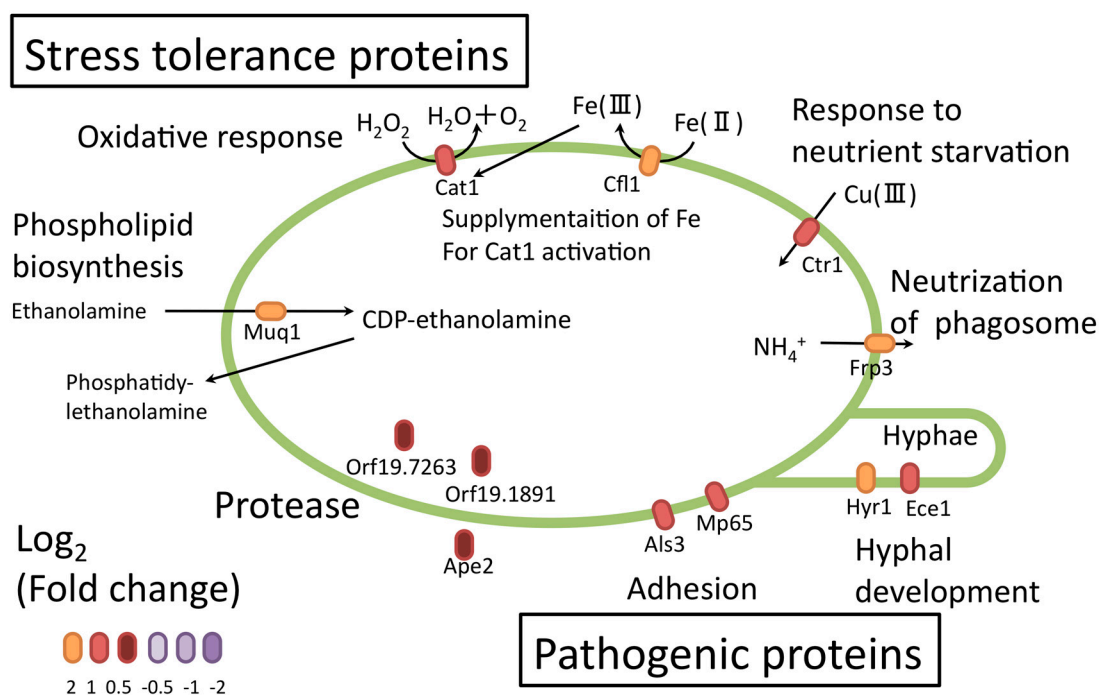 Stress tolerance proteins
Oxidative response
H₂O₂
H₂O+O₂
Fe(Ⅲ)
Fe(Ⅱ)
Response to
neutrient starvation
Cat1
Cfl1
Cu(Ⅲ)
Supplymentaition of Fe
For Cat1 activation
Ctr1
Phospholipid
biosynthesis
Ethanolamine
Muq1
CDP-ethanolamine
Phosphatidy-
lethanolamine
Neutrization
of phagosome
NH₄⁺
Frp3
Hyphae
Hyr1
Ece1
Hyphal
development
Orf19.7263
Orf19.1891
Protease
Ape2
Als3
Mp65
Adhesion
Log₂
(Fold change)
2 1 0.5 -0.5 -1 -2
Pathogenic proteins